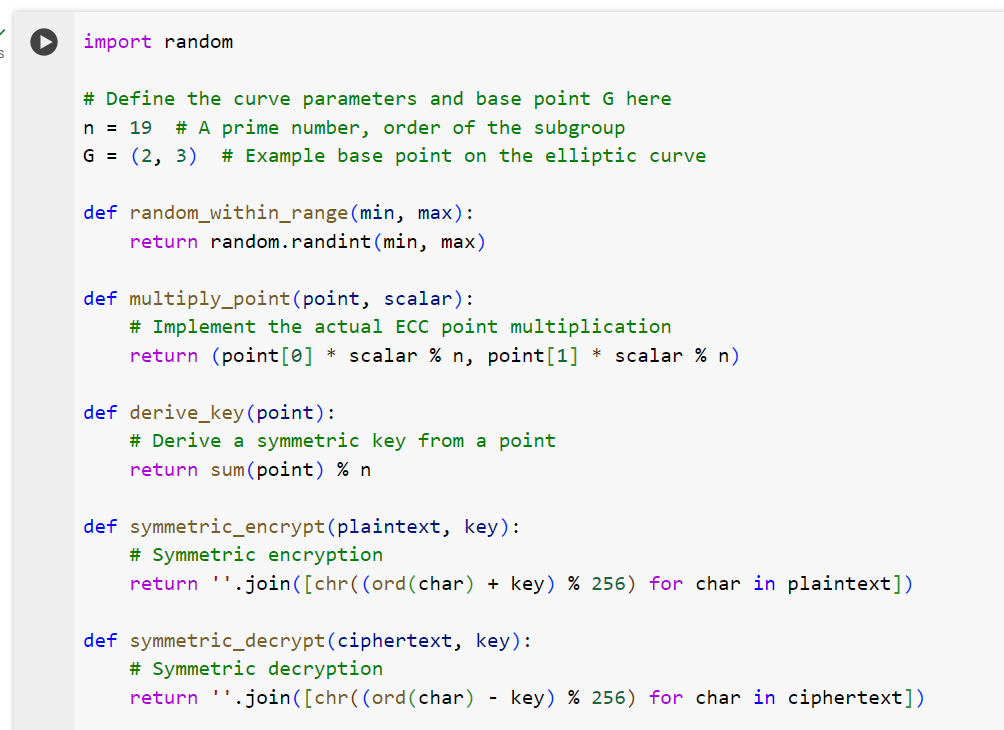 import random
# Define the curve parameters and base point G here
n = 19  # A prime number, order of the subgroup
G = (2, 3)  # Example base point on the elliptic curve
def random_within_range(min, max):
    return random.randint(min, max)
def multiply_point(point, scalar):
    # Implement the actual ECC point multiplication
    return (point[0] * scalar % n, point[1] * scalar % n)
def derive_key(point):
    # Derive a symmetric key from a point
    return sum(point) % n
def symmetric_encrypt(plaintext, key):
    # Symmetric encryption
    return ''.join([chr((ord(char) + key) % 256) for char in plaintext])
def symmetric_decrypt(ciphertext, key):
    # Symmetric decryption
    return ''.join([chr((ord(char) - key) % 256) for char in ciphertext])